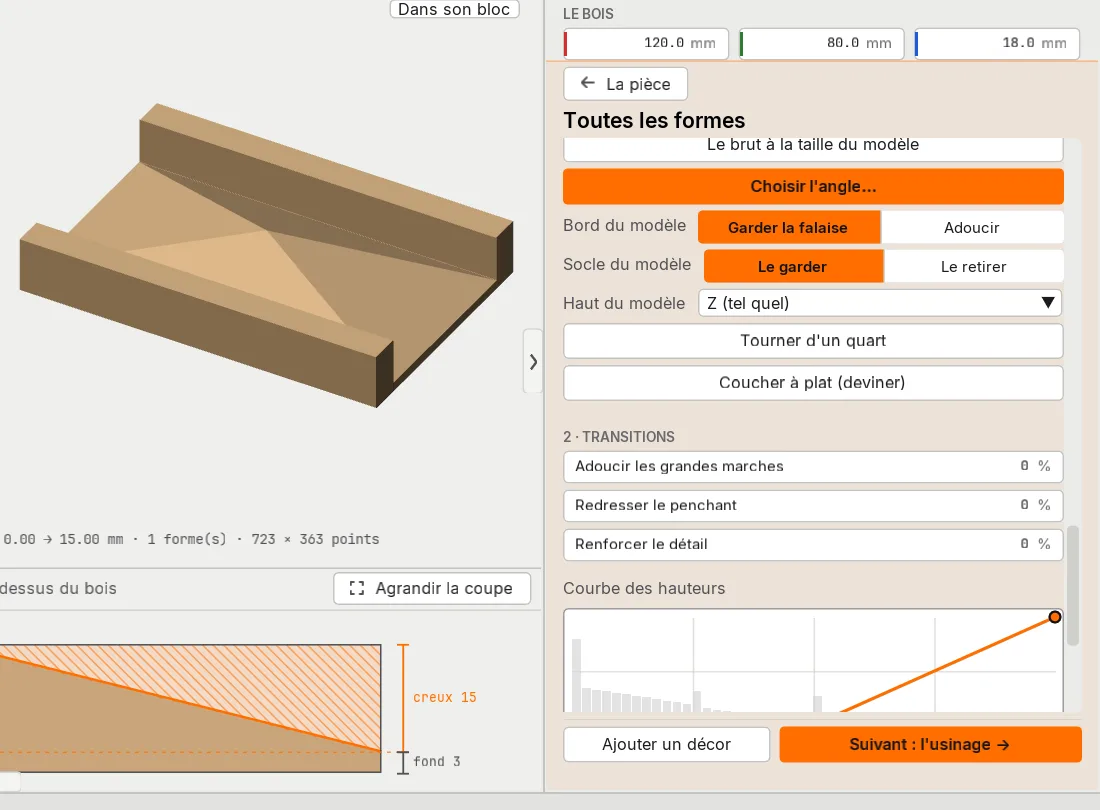 Dans son bloc
0.00 → 15.00 mm · 1 forme(s) · 723 × 363 points
dessus du bois
Agrandir la coupe
creux 15
fond 3
LE BOIS
120.0 mm
80.0 mm
18.0 mm
← La pièce
Toutes les formes
Le brut à la taille du modèle
Choisir l'angle...
Bord du modèle
Garder la falaise
Adoucir
Socle du modèle
Le garder
Le retirer
Haut du modèle
Z (tel quel)
Tourner d'un quart
Coucher à plat (deviner)
2 · TRANSITIONS
Adoucir les grandes marches 0 %
Redresser le penchant 0 %
Renforcer le détail 0 %
Courbe des hauteurs
Ajouter un décor
Suivant : l'usinage →